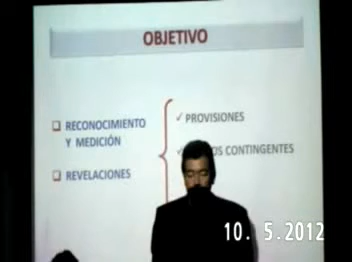 OBJETIVO
RECONOCIMIENTO
Y MEDICIÓN
REVELACIONES
PROVISIONES
CONTINGENTES
10. 5.2012